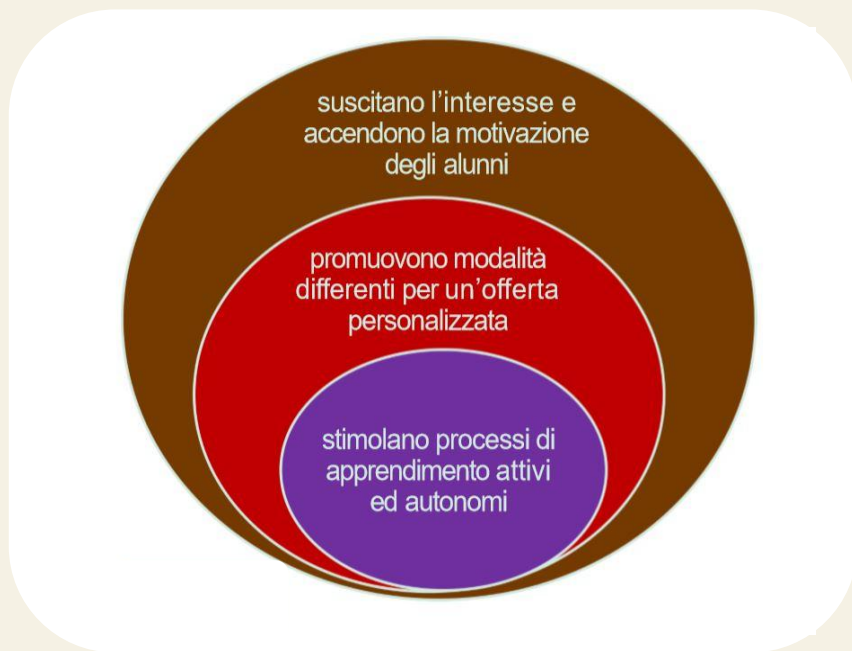 suscitano l’interesse e
accendono la motivazione
degli alunni
promuovono modalità
differenti per un’offerta
personalizzata
stimolano processi di
apprendimento attivi
ed autonomi